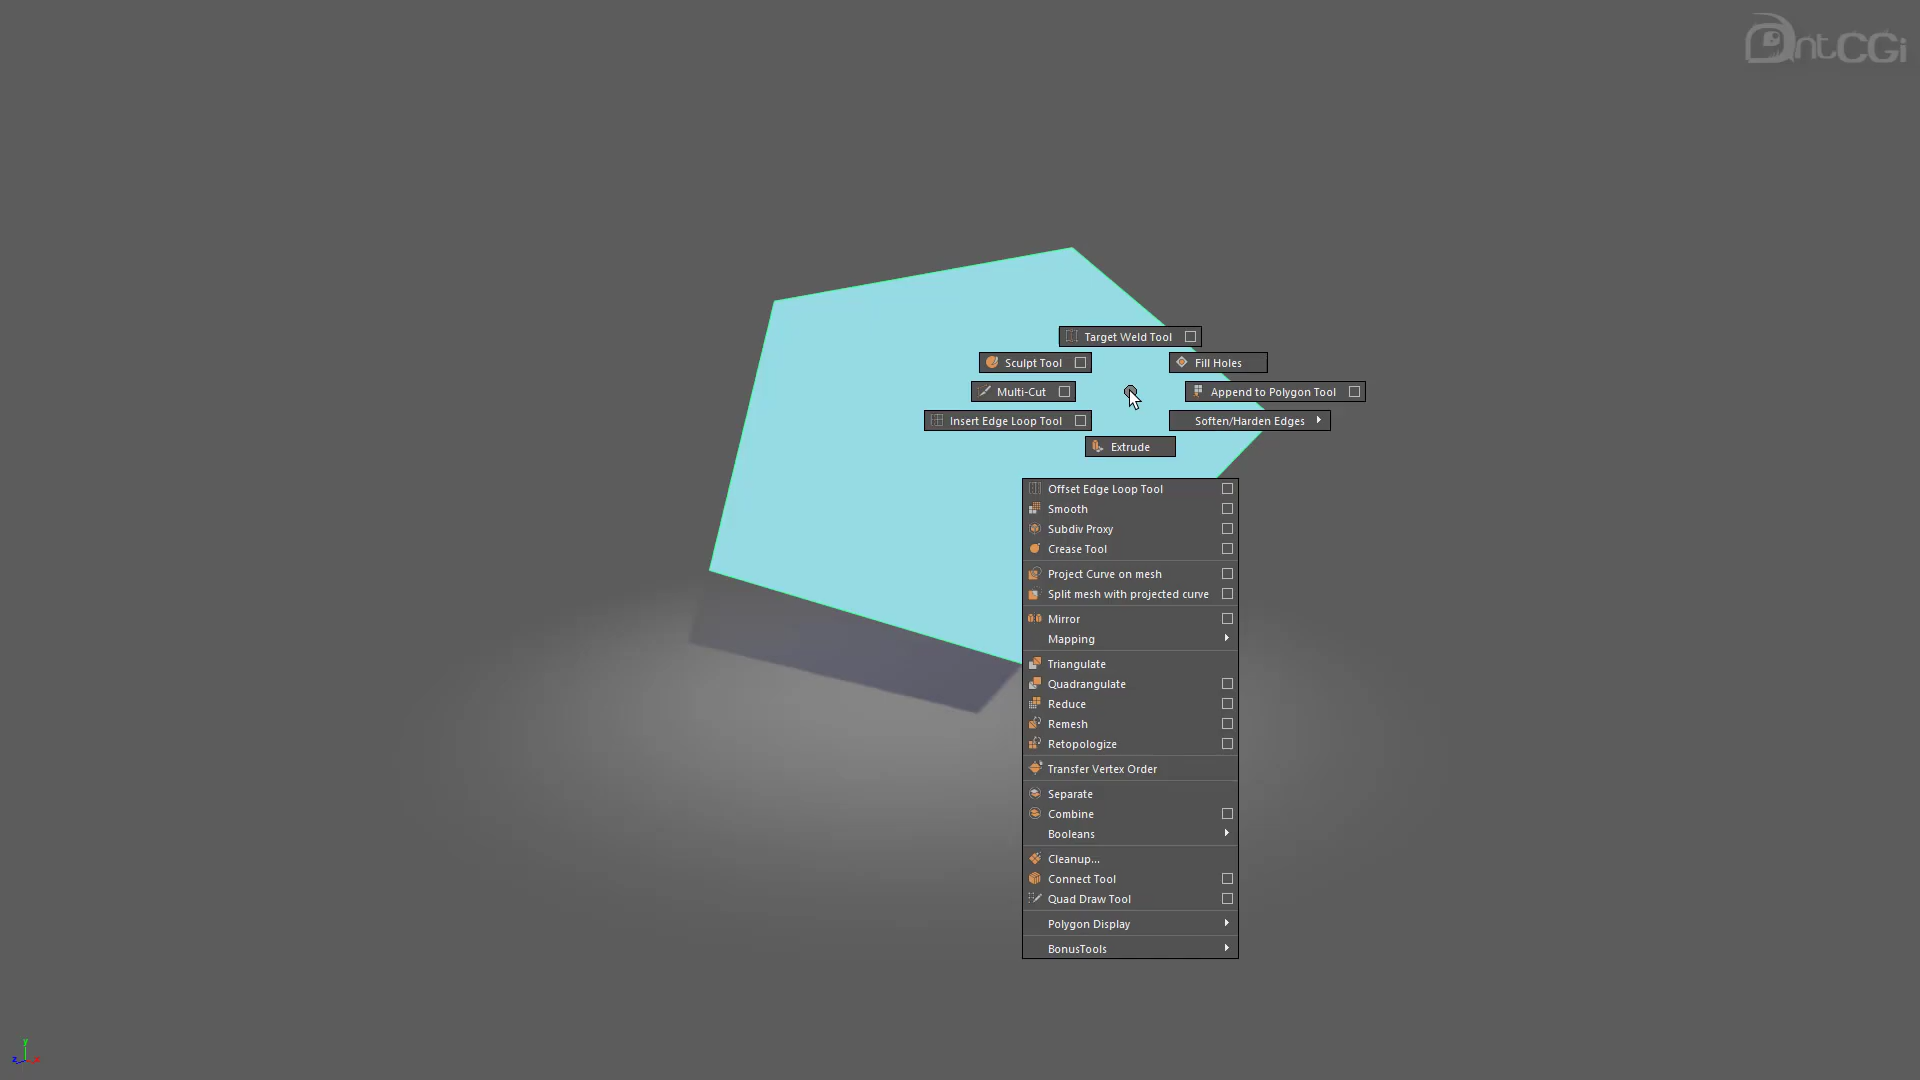 antCGi
Target Weld Tool
Sculpt Tool
Fill Holes
Multi-Cut
Append to Polygon Tool
Insert Edge Loop Tool
Soften/Harden Edges
Extrude
Offset Edge Loop Tool
Smooth
Subdiv Proxy
Crease Tool
Project Curve on mesh
Split mesh with projected curve
Mirror
Mapping
Triangulate
Quadrangulate
Reduce
Remesh
Retopologize
Transfer Vertex Order
Separate
Combine
Booleans
Cleanup...
Connect Tool
Quad Draw Tool
Polygon Display
BonusTools
y
z x